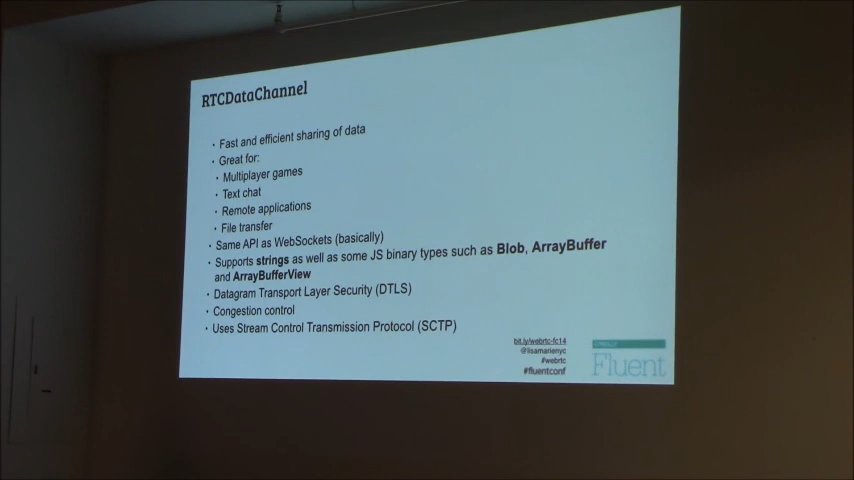 RTCDataChannel
• Fast and efficient sharing of data
• Great for:
• Multiplayer games
• Text chat
• Remote applications
• File transfer
• Same API as WebSockets (basically)
• Supports strings as well as some JS binary types such as Blob, ArrayBuffer
and ArrayBufferView
• Datagram Transport Layer Security (DTLS)
• Congestion control
• Uses Stream Control Transmission Protocol (SCTP)
bit.ly/webrtc-fc14
@lisamarienyc
#webrtc
#fluentconf
O'REILLY
Fluent